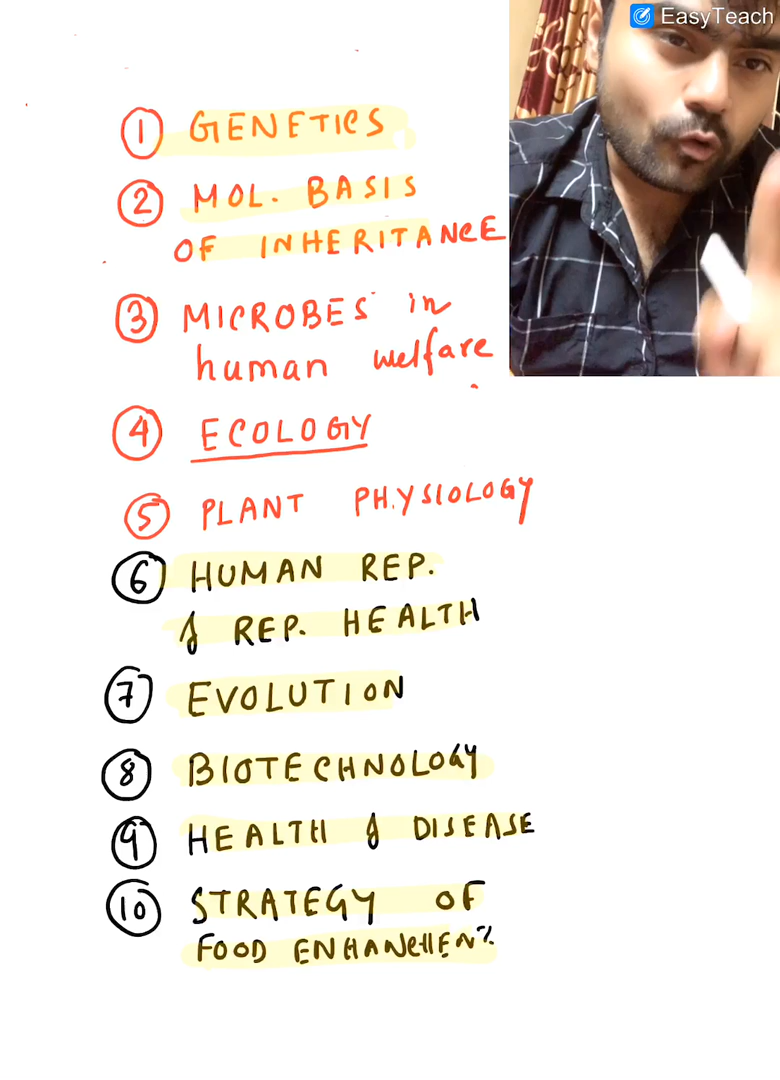 EasyTeach
1 GENETICS
2 MOL. BASIS
OF INHERITANCE
3 MICROBES in
human welfare
4 ECOLOGY
5 PLANT PHYSIOLOGY
6 HUMAN REP.
& REP. HEALTH
7 EVOLUTION
8 BIOTECHNOLOGY
9 HEALTH & DISEASE
10 STRATEGY OF
FOOD ENHANCEMENT